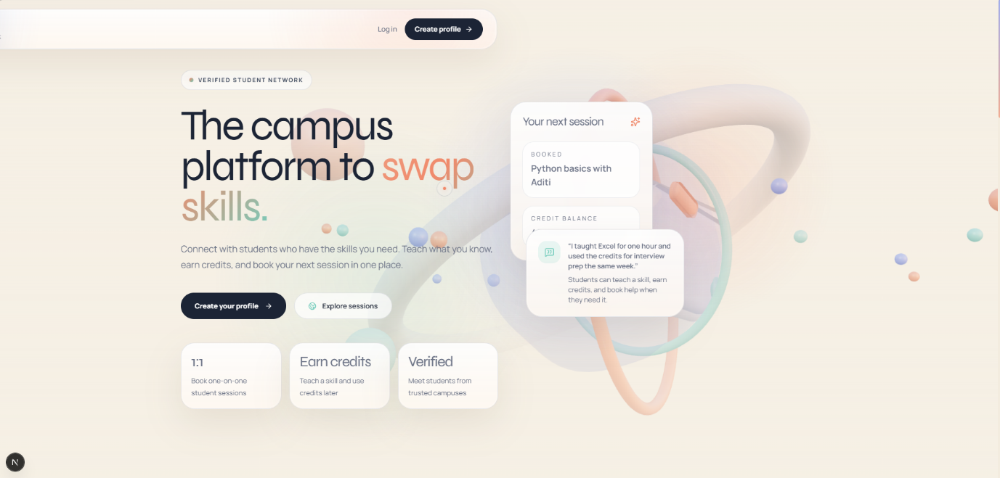 Log in
Create profile
VERIFIED STUDENT NETWORK
The campus
platform to swap
skills.
Connect with students who have the skills you need. Teach what you know,
earn credits, and book your next session in one place.
Create your profile
Explore sessions
1:1
Book one-on-one
student sessions
Earn credits
Teach a skill and use
credits later
Verified
Meet students from
trusted campuses
Your next session
BOOKED
Python basics with
Aditi
CREDIT BALANCE
"I taught Excel for one hour and
used the credits for interview
prep the same week."
Students can teach a skill, earn
credits, and book help when
they need it.
N